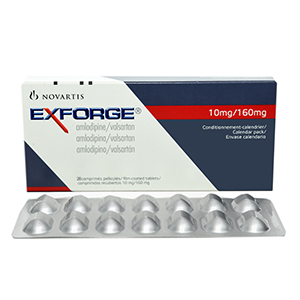 NOVARTIS
EXFORGE®
amlodipine/valsartan
amlodipino/valsartan
amlodipina/valsartán
10mg/160mg
Conditionnement-calendrier/
Calendar pack/
Envase calendario
28 comprimés pelliculés/film-coated tablets/
comprimidos recubiertos 10 mg/160 mg